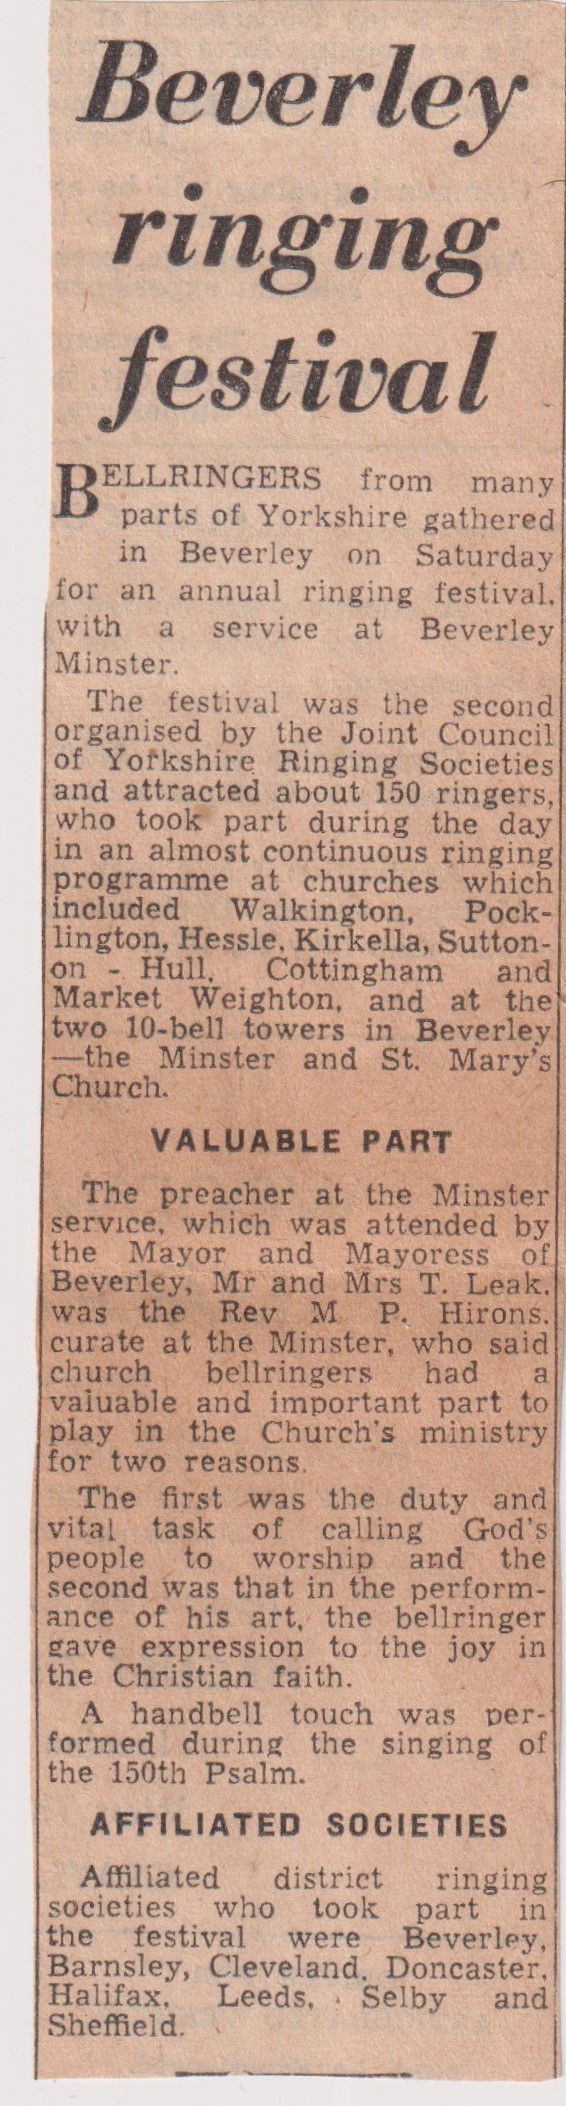 Beverley
ringing
festival
BELLRINGERS from many
parts of Yorkshire gathered
in Beverley on Saturday
for an annual ringing festival,
with a service at Beverley
Minster.
The festival was the second
organised by the Joint Council
of Yorkshire Ringing Societies
and attracted about 150 ringers,
who took part during the day
in an almost continuous ringing
programme at churches which
included Walkington, Pock-
lington, Hessle, Kirkella, Sutton-
on - Hull, Cottingham and
Market Weighton, and at the
two 10-bell towers in Beverley
—the Minster and St. Mary's
Church.
VALUABLE PART
The preacher at the Minster
service, which was attended by
the Mayor and Mayoress of
Beverley, Mr and Mrs T. Leak,
was the Rev M P. Hirons,
curate at the Minster, who said
church bellringers had a
valuable and important part to
play in the Church's ministry
for two reasons.
The first was the duty and
vital task of calling God's
people to worship and the
second was that in the perform-
ance of his art, the bellringer
gave expression to the joy in
the Christian faith.
A handbell touch was per-
formed during the singing of
the 150th Psalm.
AFFILIATED SOCIETIES
Affiliated district ringing
societies who took part in
the festival were Beverley,
Barnsley, Cleveland, Doncaster,
Halifax, Leeds, Selby and
Sheffield.